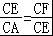 CE/CA = CF/CE